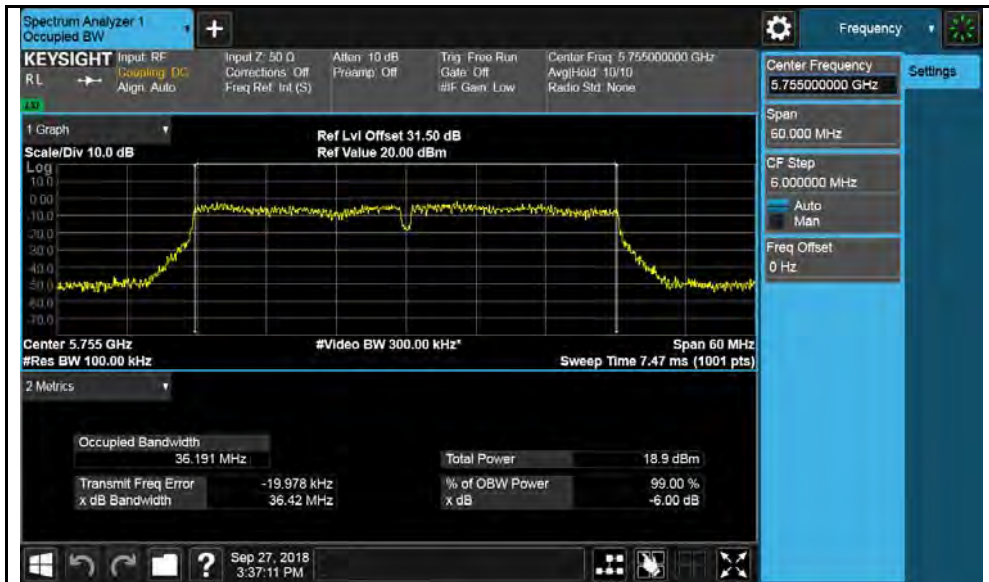 Spectrum Analyzer 1
Occupied BW
+
Frequency
KEYSIGHT
RL
Input: RF
Coupling: DC
Align: Auto
Input Z: 50 Ω
Corrections: Off
Freq Ref: Int (S)
Atten: 10 dB
Preamp: Off
Trig: Free Run
Gate: Off
#IF Gain: Low
Center Freq: 5.755000000 GHz
Avg|Hold: 10/10
Radio Std: None
LXI
1 Graph
Scale/Div 10.0 dB
Ref Lvl Offset 31.50 dB
Ref Value 20.00 dBm
Log
10.0
0.00
-10.0
-20.0
-30.0
-40.0
-50.0
-60.0
-70.0
Center 5.755 GHz
#Res BW 100.00 kHz
#Video BW 300.00 kHz*
Span 60 MHz
Sweep Time 7.47 ms (1001 pts)
2 Metrics
Occupied Bandwidth
36.191 MHz
Total Power 18.9 dBm
Transmit Freq Error -19.978 kHz
% of OBW Power 99.00 %
x dB Bandwidth 36.42 MHz
x dB -6.00 dB
Center Frequency
5.755000000 GHz
Settings
Span
60.000 MHz
CF Step
6.000000 MHz
Auto
Man
Freq Offset
0 Hz
?
Sep 27, 2018
3:37:11 PM